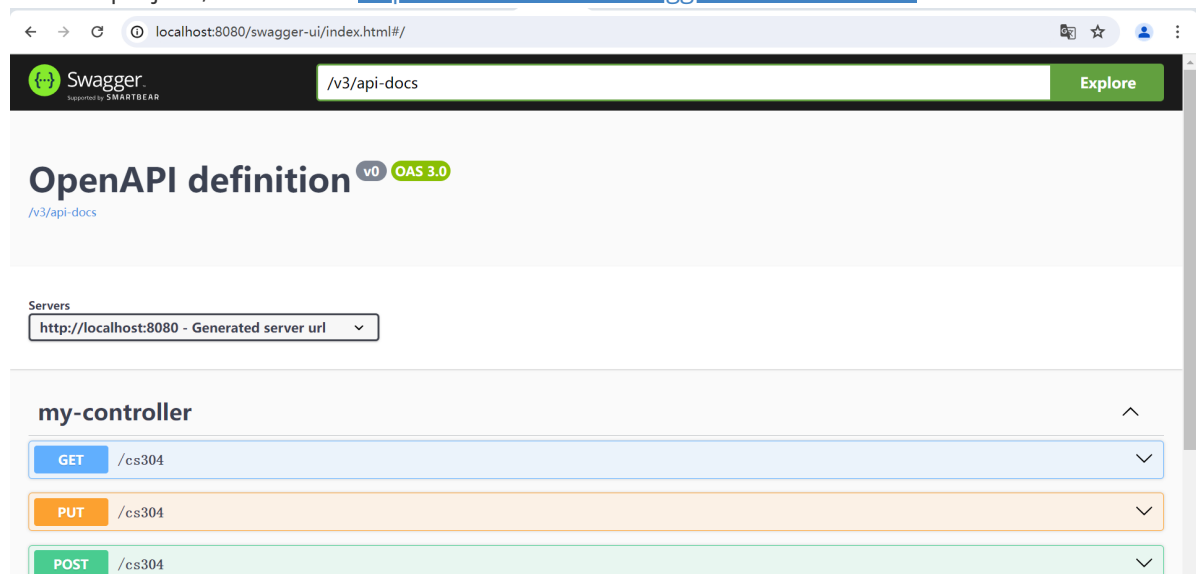 localhost:8080/swagger-ui/index.html#/
Swagger.
Supported by SMARTBEAR
/v3/api-docs
Explore
OpenAPI definition v0 OAS 3.0
/v3/api-docs
Servers
http://localhost:8080 - Generated server url
my-controller
GET /cs304
PUT /cs304
POST /cs304